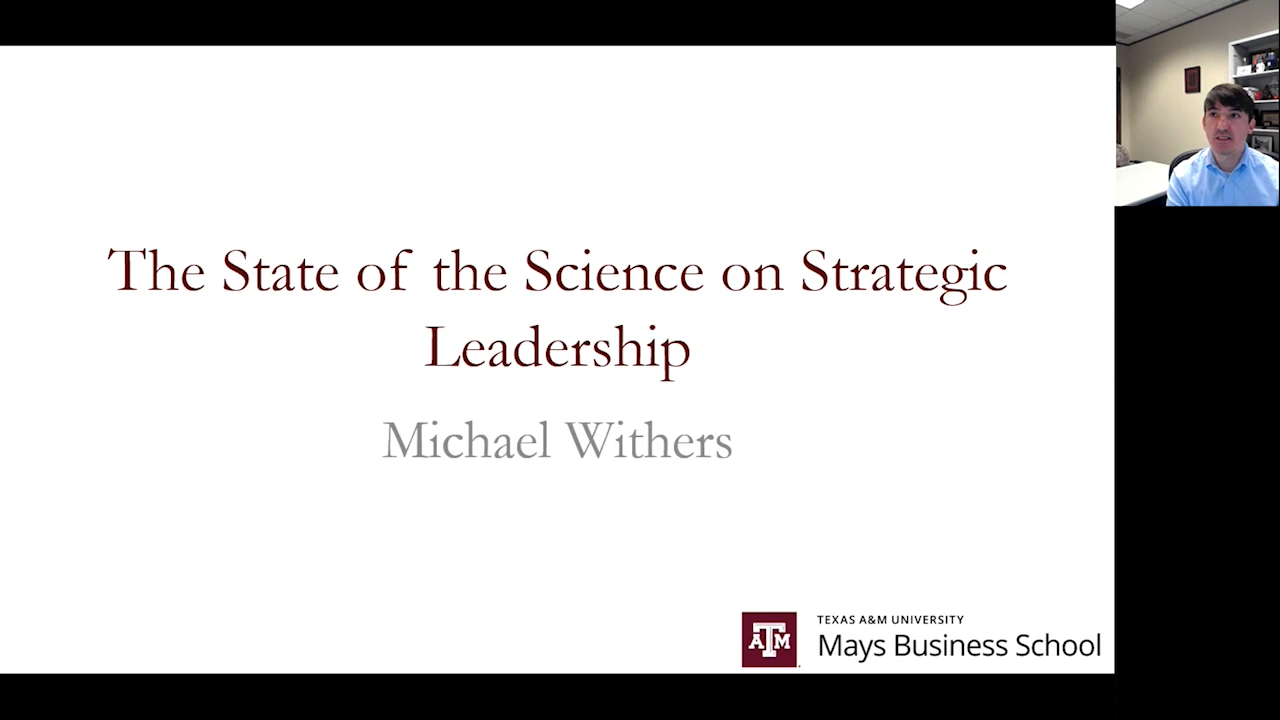 The State of the Science on Strategic
Leadership
Michael Withers
ATM
TEXAS A&M UNIVERSITY
Mays Business School